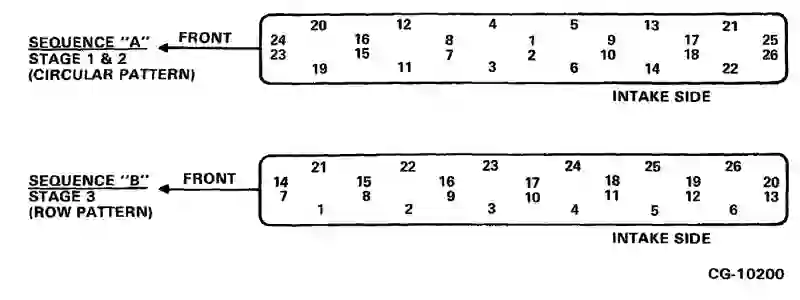 20 12 4 5 13 21
SEQUENCE "A" FRONT 24 16 8 1 9 17 25
STAGE 1 & 2 23 15 7 2 10 18 26
(CIRCULAR PATTERN) 19 11 3 6 14 22
INTAKE SIDE
21 22 23 24 25 26
SEQUENCE "B" FRONT 14 15 16 17 18 19 20
STAGE 3 7 8 9 10 11 12 13
(ROW PATTERN) 1 2 3 4 5 6
INTAKE SIDE
CG-10200